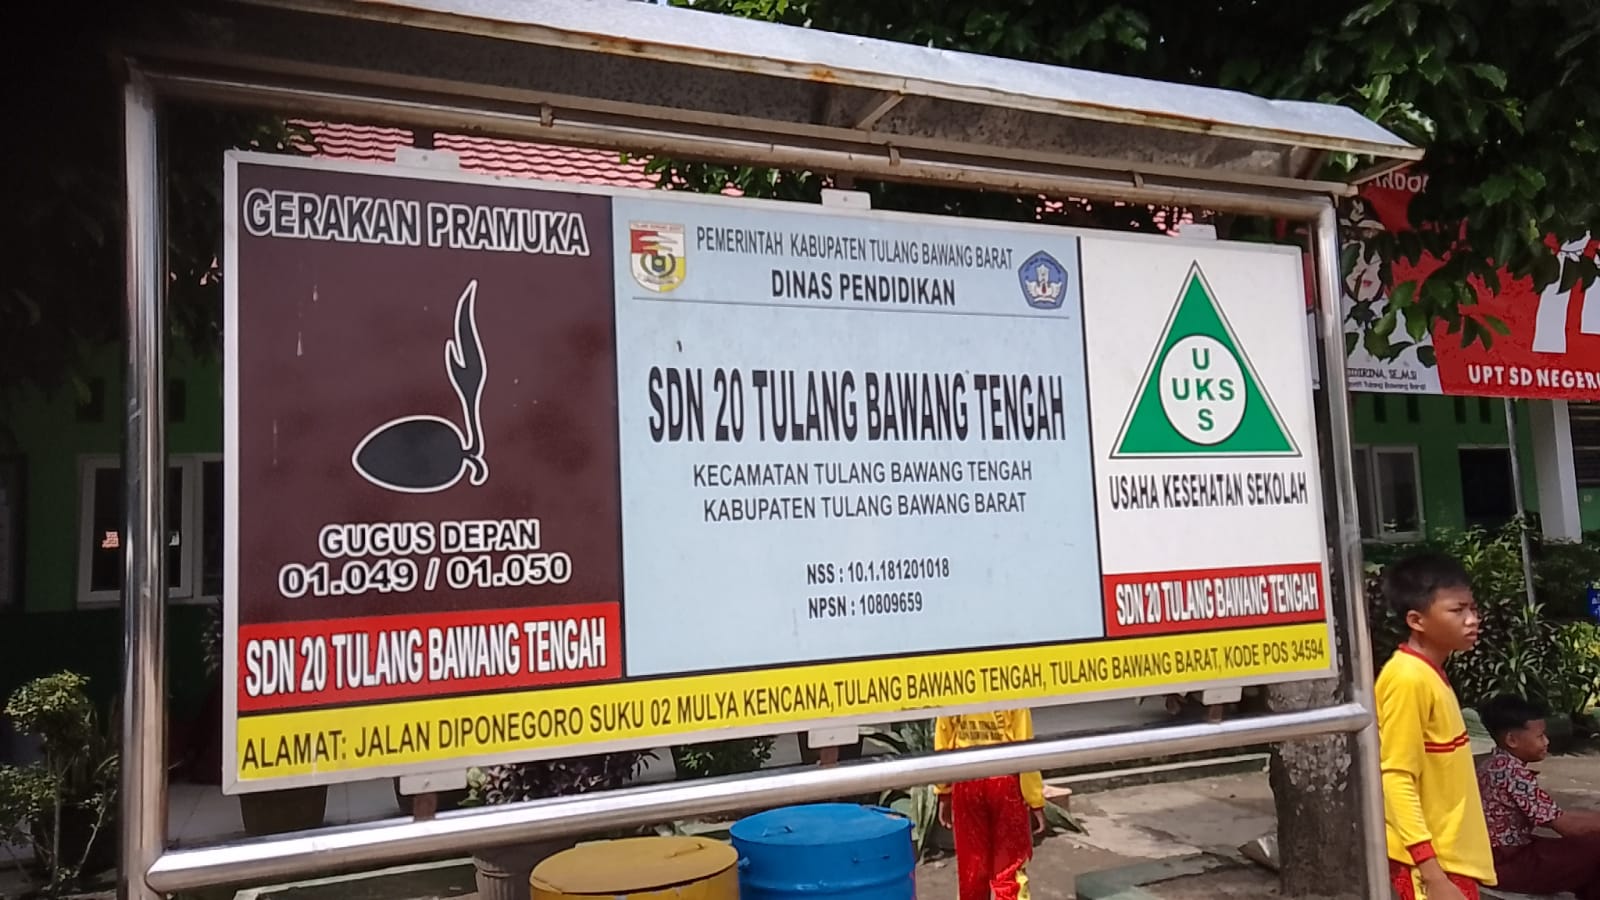 GERAKAN PRAMUKA
GUGUS DEPAN
01.049 / 01.050
SDN 20 TULANG BAWANG TENGAH
PEMERINTAH KABUPATEN TULANG BAWANG BARAT
DINAS PENDIDIKAN
SDN 20 TULANG BAWANG TENGAH
KECAMATAN TULANG BAWANG TENGAH
KABUPATEN TULANG BAWANG BARAT
NSS : 10.1.181201018
NPSN : 10809659
U
UKS
S
USAHA KESEHATAN SEKOLAH
SDN 20 TULANG BAWANG TENGAH
ALAMAT: JALAN DIPONEGORO SUKU 02 MULYA KENCANA, TULANG BAWANG TENGAH, TULANG BAWANG BARAT, KODE POS 34594
UPT SD NEGERI